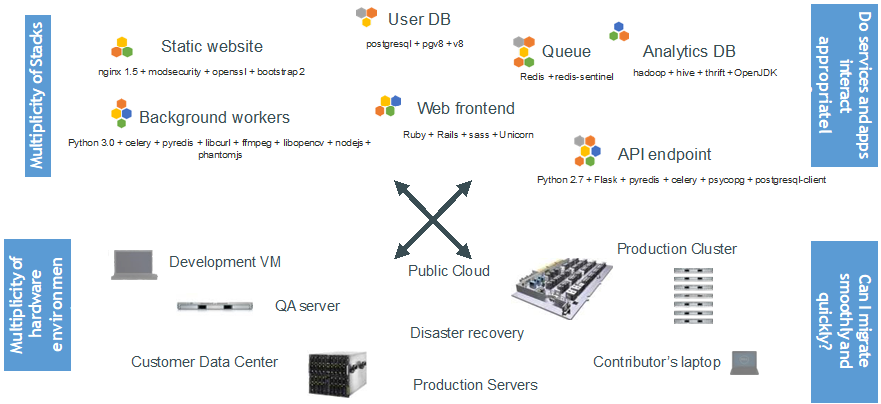 Multiplicity of Stacks
Static website
nginx 1.5 + modsecurity + openssl + bootstrap 2
User DB
postgresql + pgv8 + v8
Queue
Redis + redis-sentinel
Analytics DB
hadoop + hive + thrift + OpenJDK
Background workers
Python 3.0 + celery + pyredis + libcurl + ffmpeg + libopencv + nodejs +
phantomjs
Web frontend
Ruby + Rails + sass + Unicorn
API endpoint
Python 2.7 + Flask + pyredis + celery + psycopg + postgresql-client
Do services and apps
interact
appropriatel
Multiplicity of
hardware
environmen
Development VM
QA server
Customer Data Center
Public Cloud
Disaster recovery
Production Servers
Production Cluster
Contributor's laptop
Can I migrate
smoothly and
quickly?